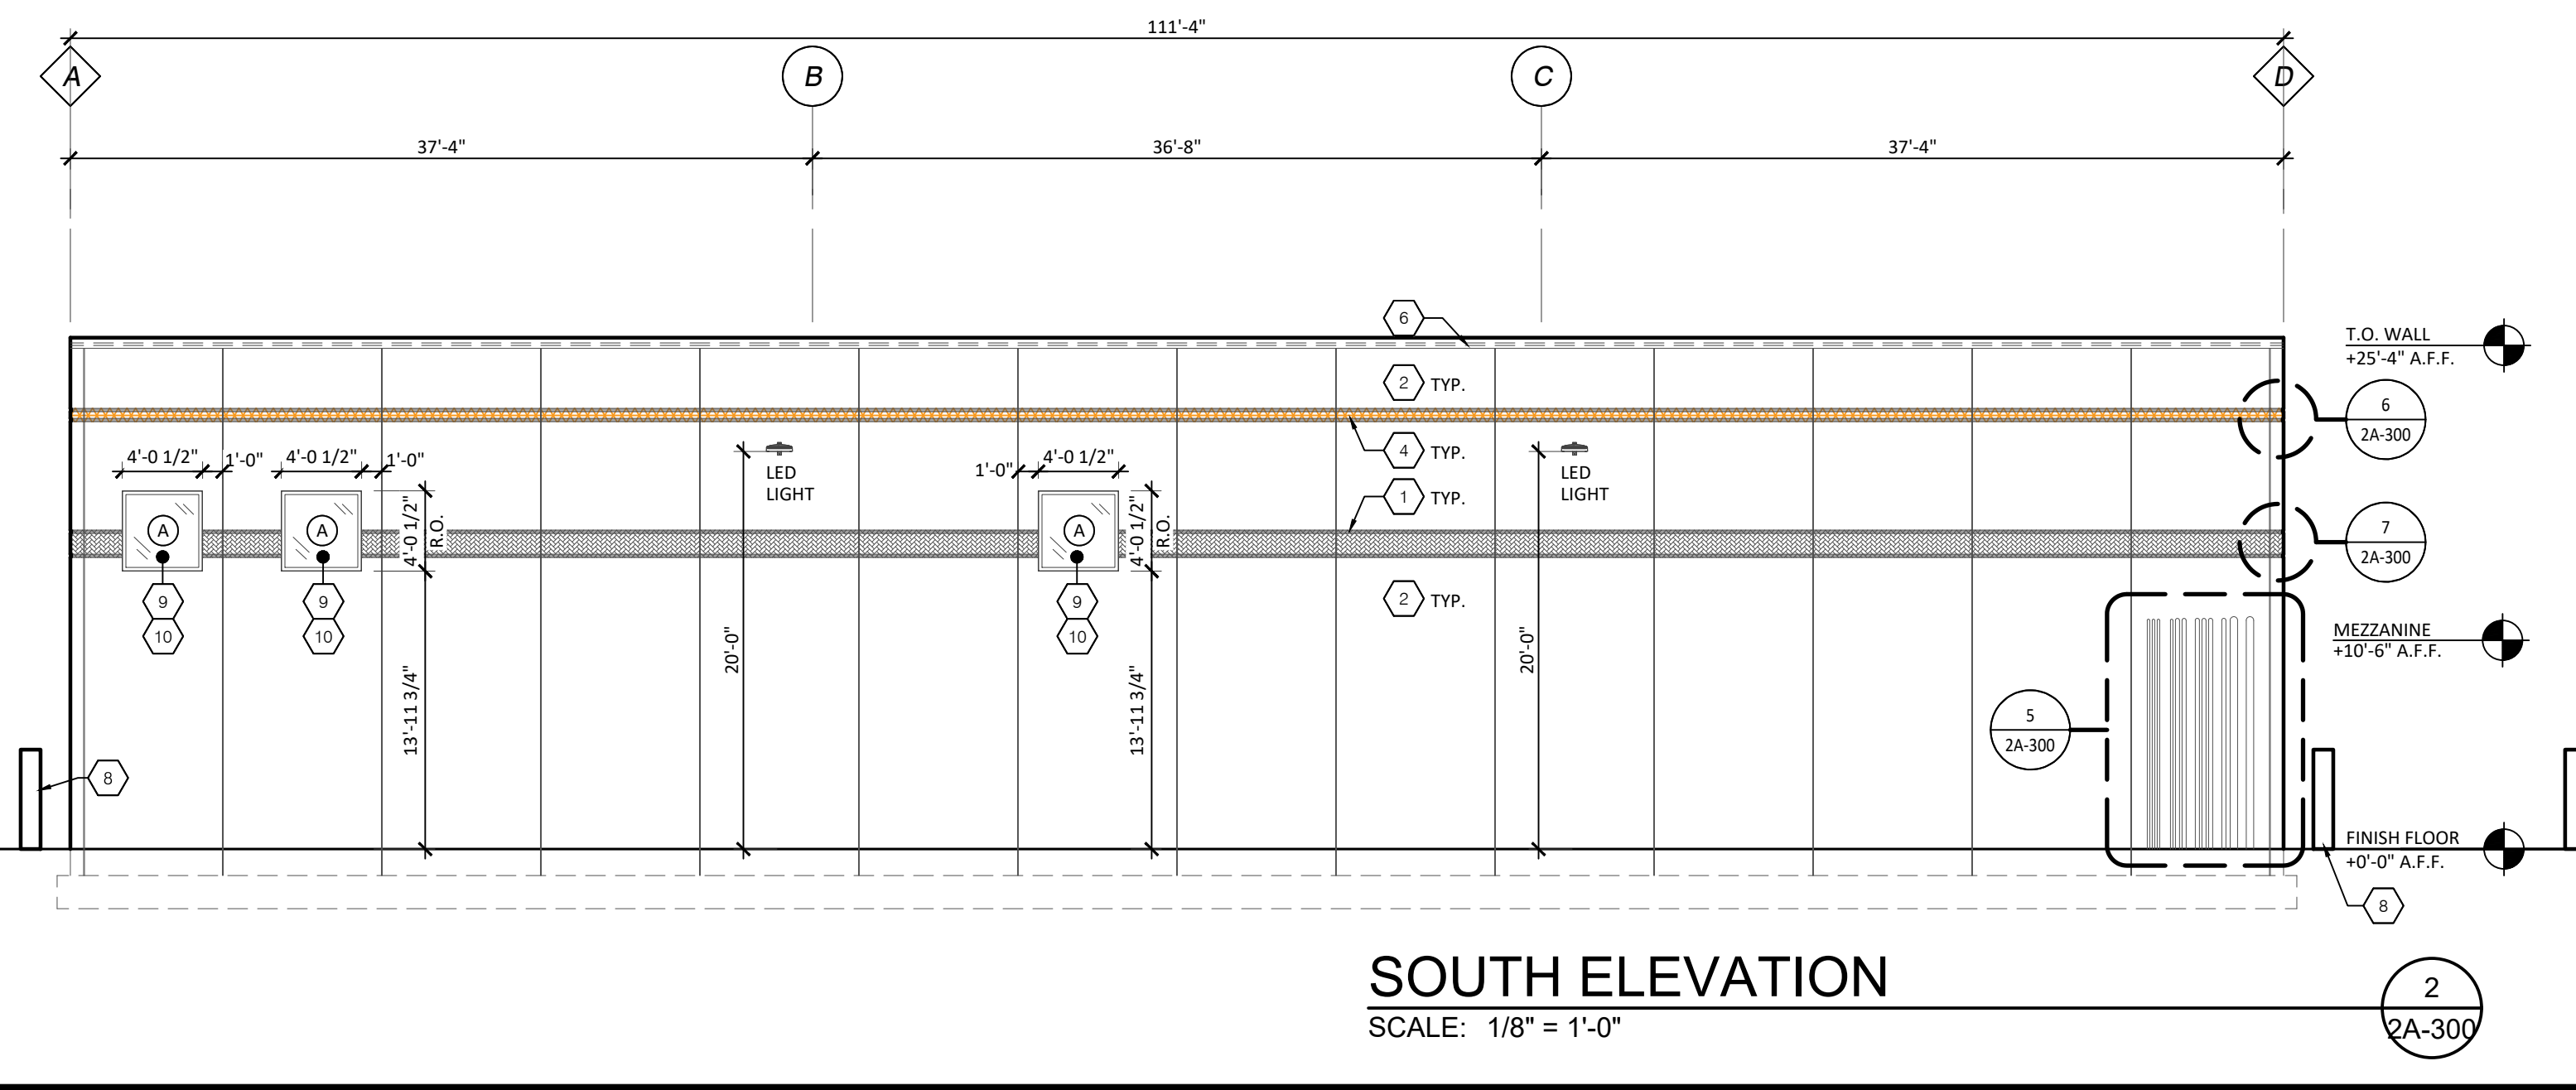 111'-4"
A
B
C
D
37'-4"
36'-8"
37'-4"
6
T.O. WALL
+25'-4" A.F.F.
2 TYP.
6
2A-300
4 TYP.
4'-0 1/2"
1'-0"
4'-0 1/2"
1'-0"
LED
LIGHT
1'-0"
4'-0 1/2"
LED
LIGHT
1 TYP.
A
A
4'-0 1/2"
R.O.
A
4'-0 1/2"
R.O.
7
2A-300
9
10
9
10
9
10
2 TYP.
MEZZANINE
+10'-6" A.F.F.
13'-11 3/4"
20'-0"
13'-11 3/4"
20'-0"
5
2A-300
8
FINISH FLOOR
+0'-0" A.F.F.
8
SOUTH ELEVATION
SCALE: 1/8" = 1'-0"
2
2A-300